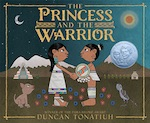 THE
PRINCESS
AND THE
WARRIOR
DUNCAN TONATIUH